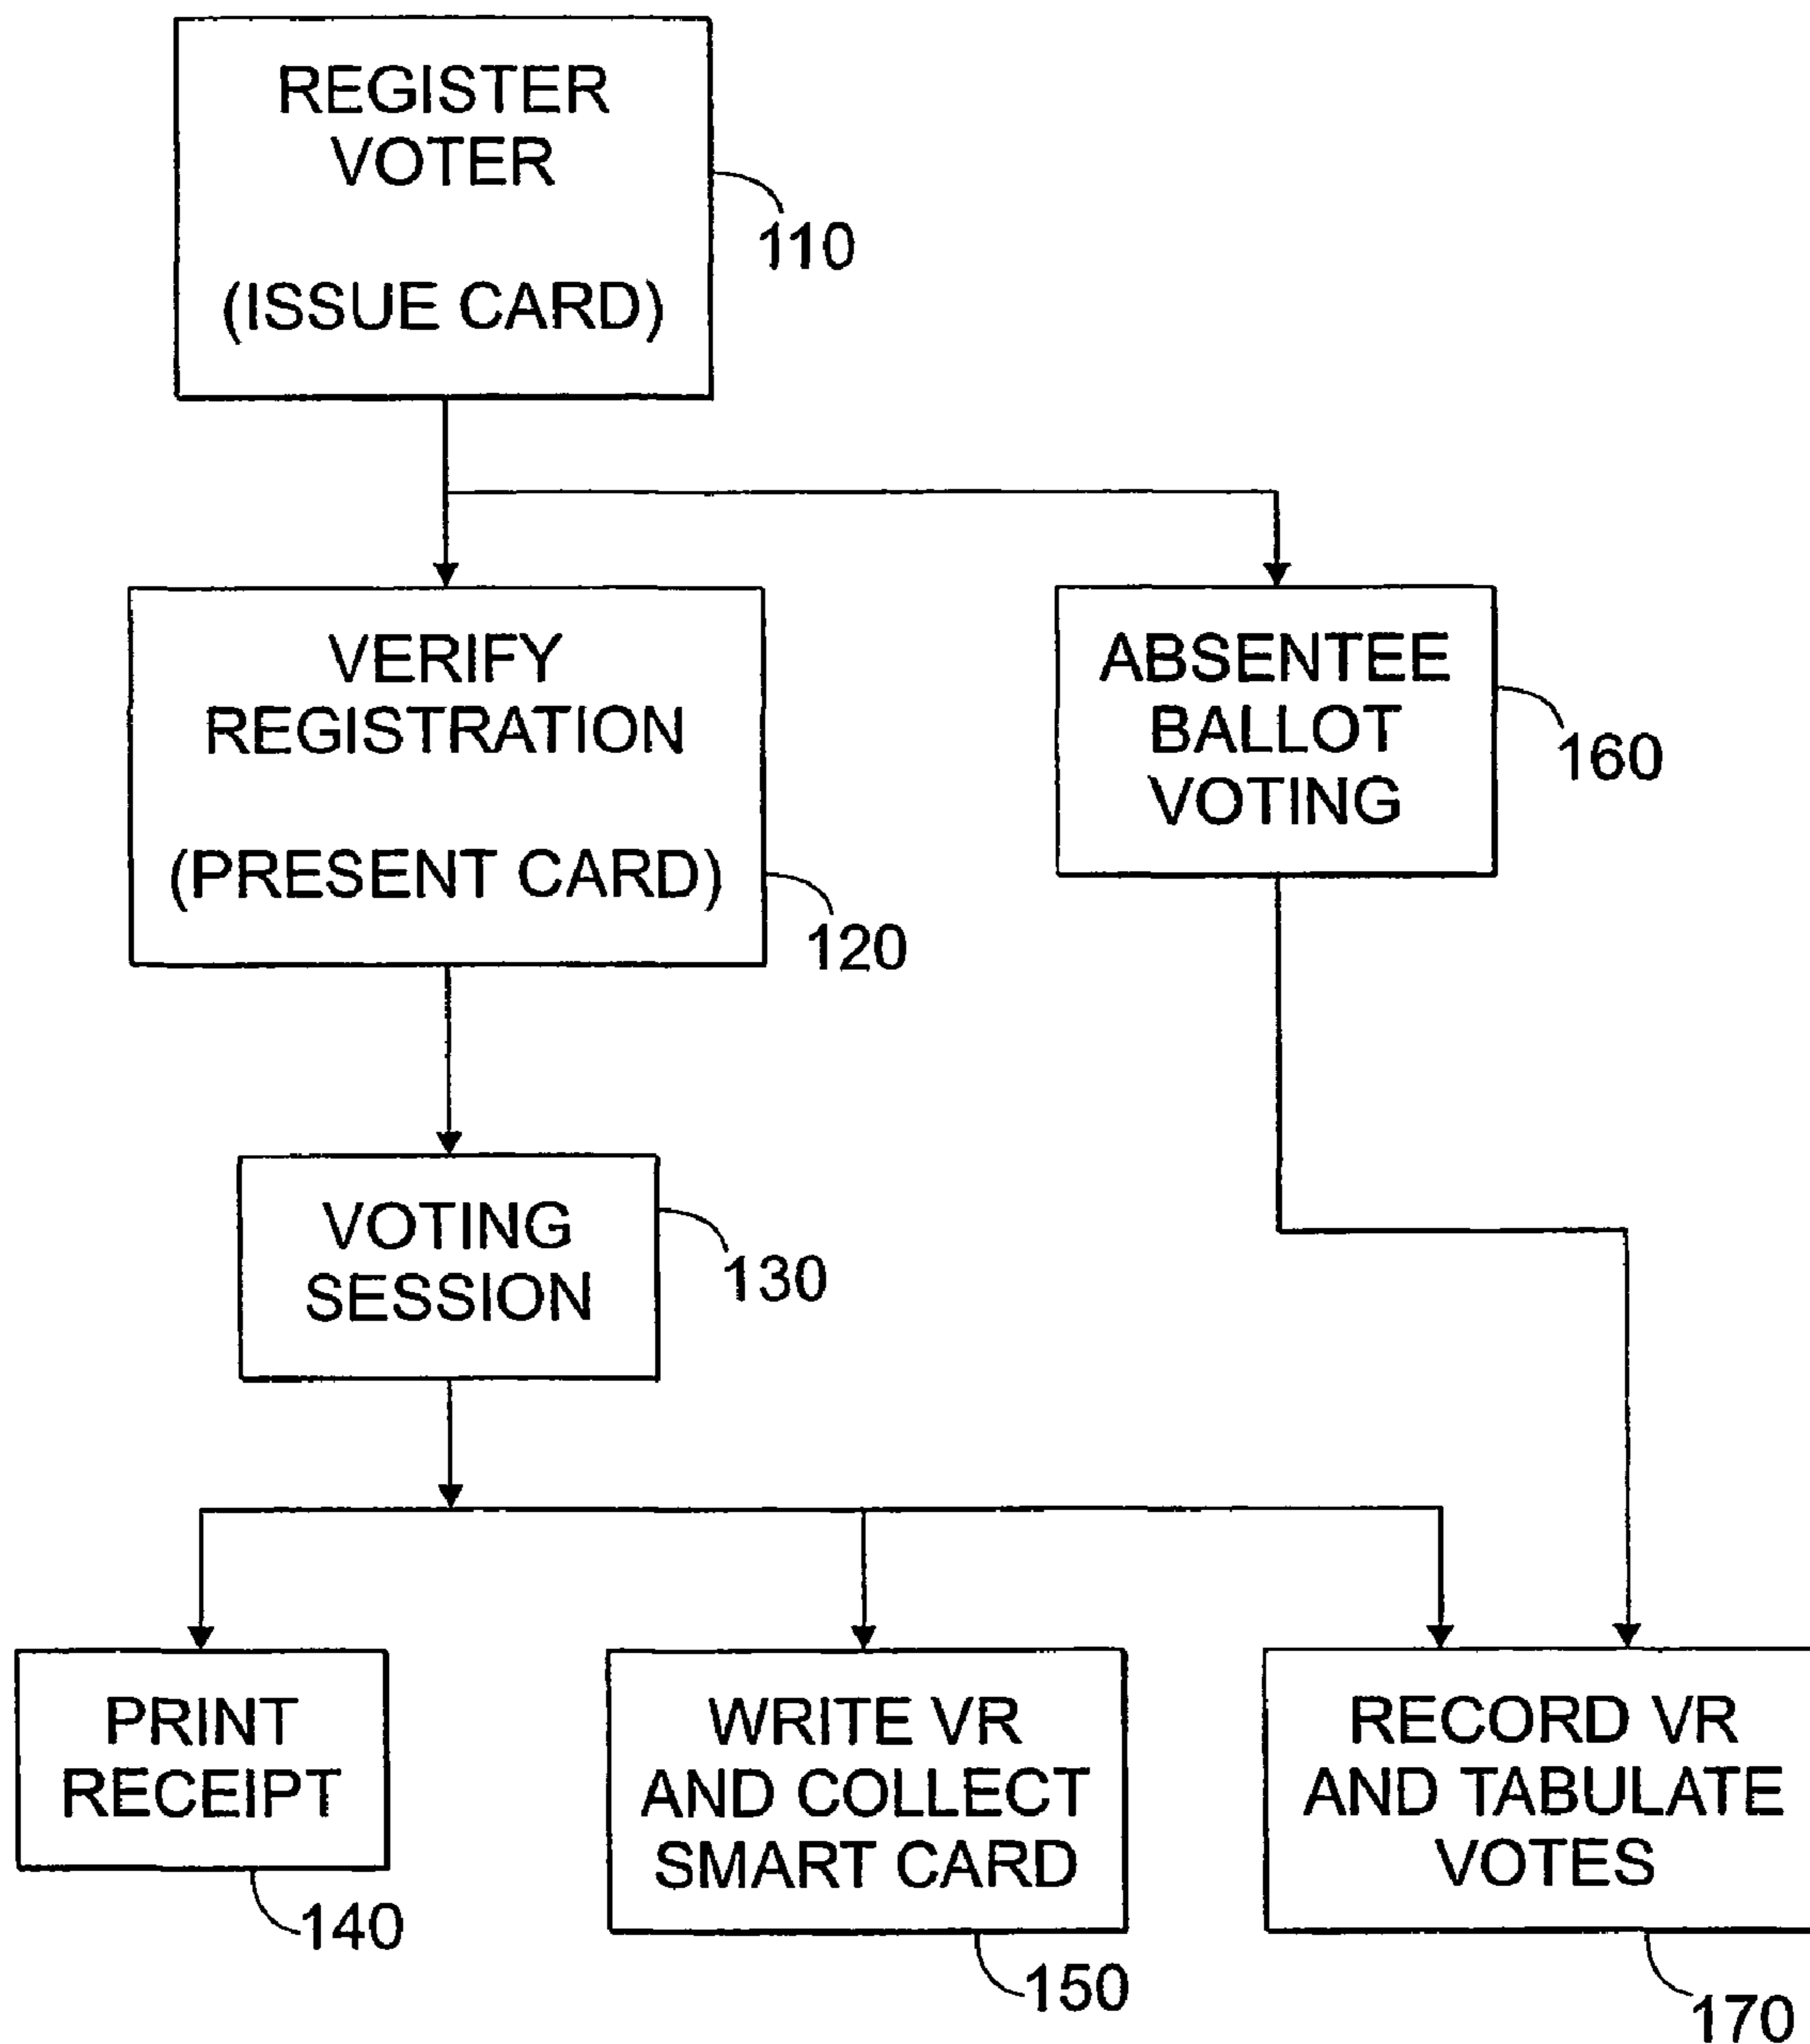 REGISTER
VOTER
(ISSUE CARD)
110
VERIFY
REGISTRATION
(PRESENT CARD)
120
ABSENTEE
BALLOT
VOTING
160
VOTING
SESSION
130
PRINT
RECEIPT
140
WRITE VR
AND COLLECT
SMART CARD
150
RECORD VR
AND TABULATE
VOTES
170